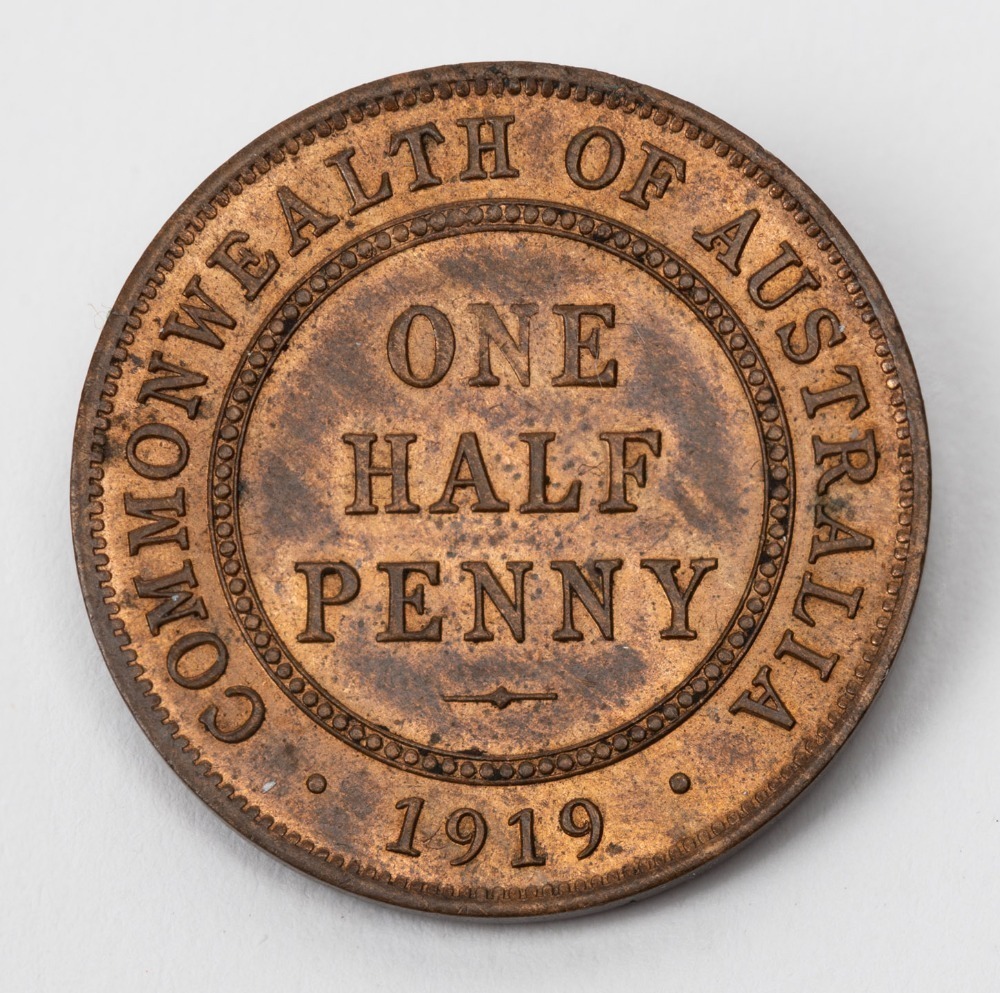 COMMONWEALTH OF AUSTRALIA
ONE
HALF
PENNY
1919